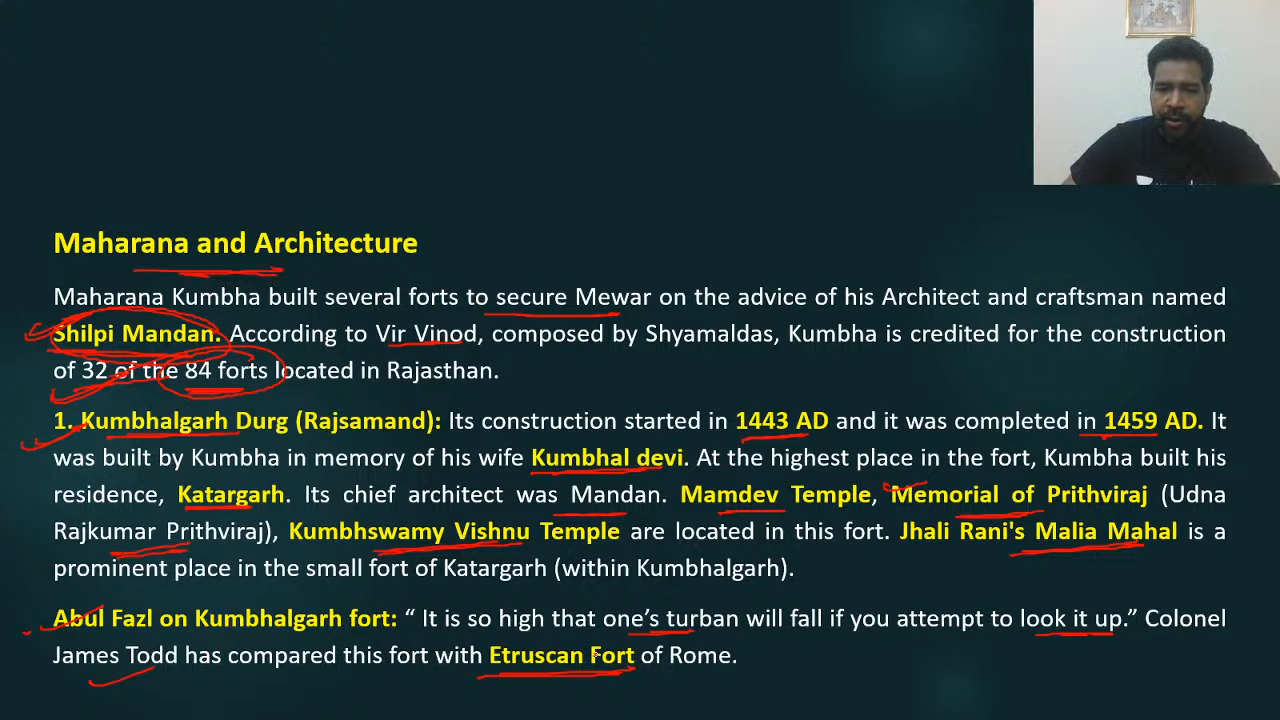 Maharana and Architecture
Maharana Kumbha built several forts to secure Mewar on the advice of his Architect and craftsman named
Shilpi Mandan. According to Vir Vinod, composed by Shyamaldas, Kumbha is credited for the construction
of 32 of the 84 forts located in Rajasthan.
1. Kumbhalgarh Durg (Rajsamand): Its construction started in 1443 AD and it was completed in 1459 AD. It
was built by Kumbha in memory of his wife Kumbhal devi. At the highest place in the fort, Kumbha built his
residence, Katargarh. Its chief architect was Mandan. Mamdev Temple, Memorial of Prithviraj (Udna
Rajkumar Prithviraj), Kumbhswamy Vishnu Temple are located in this fort. Jhali Rani's Malia Mahal is a
prominent place in the small fort of Katargarh (within Kumbhalgarh).
Abul Fazl on Kumbhalgarh fort: “ It is so high that one’s turban will fall if you attempt to look it up.” Colonel
James Todd has compared this fort with Etruscan Fort of Rome.